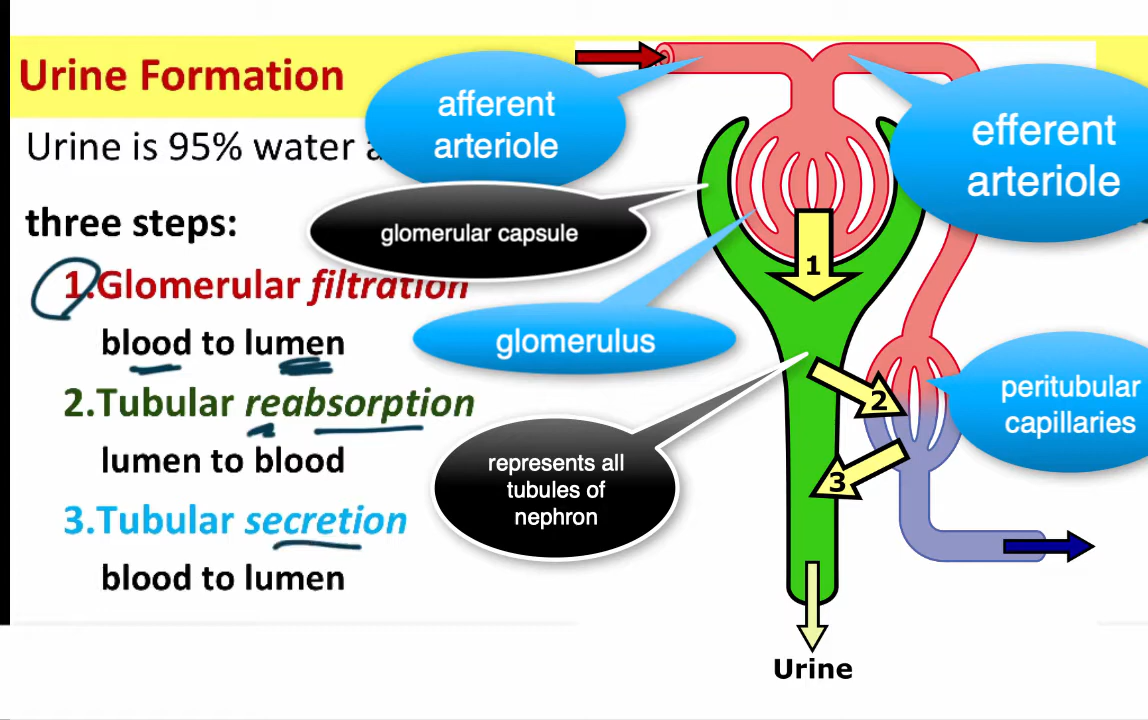 Urine Formation
Urine is 95% water a
three steps:
1.Glomerular filtration
blood to lumen
2.Tubular reabsorption
lumen to blood
3.Tubular secretion
blood to lumen
afferent
arteriole
efferent
arteriole
glomerular capsule
glomerulus
represents all
tubules of
nephron
peritubular
capillaries
1
2
3
Urine